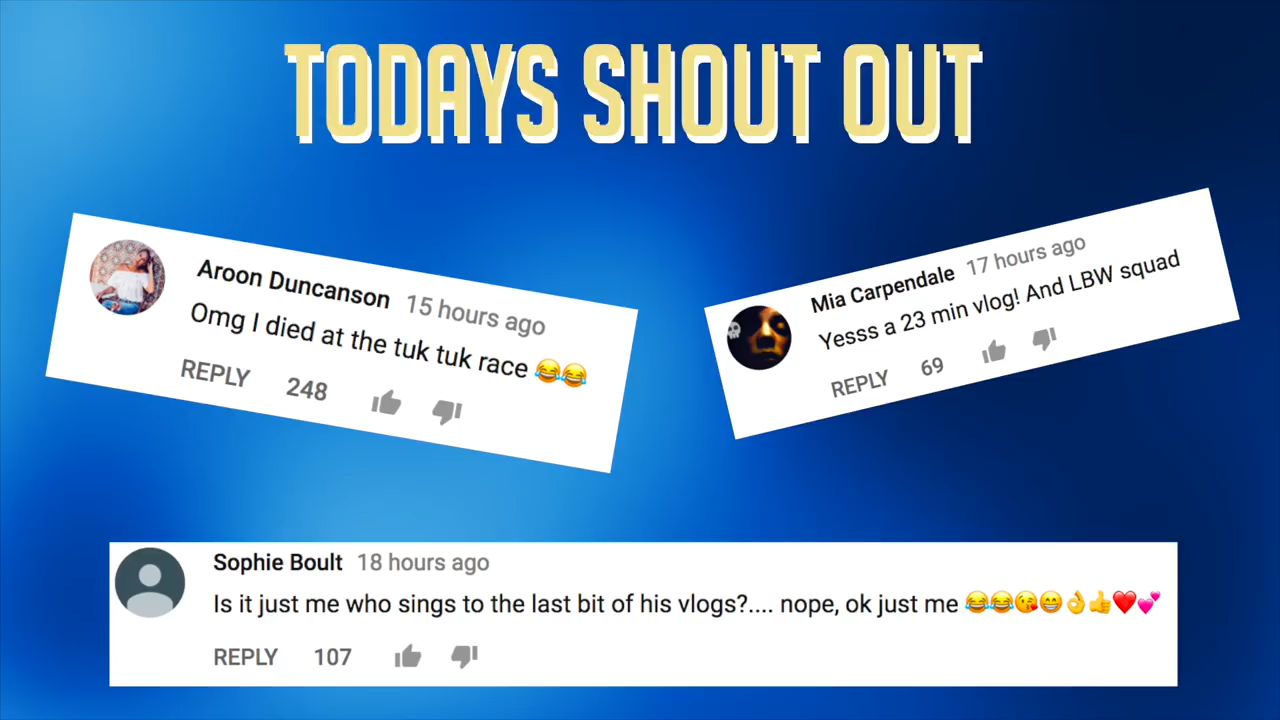 TODAYS SHOUT OUT
Aroon Duncanson 15 hours ago
Omg I died at the tuk tuk race 😂😂
REPLY 248
Mia Carpendale 17 hours ago
Yesss a 23 min vlog! And LBW squad
REPLY 69
Sophie Boult 18 hours ago
Is it just me who sings to the last bit of his vlogs?.... nope, ok just me 😂😂😘😁👌👍❤️💕
REPLY 107